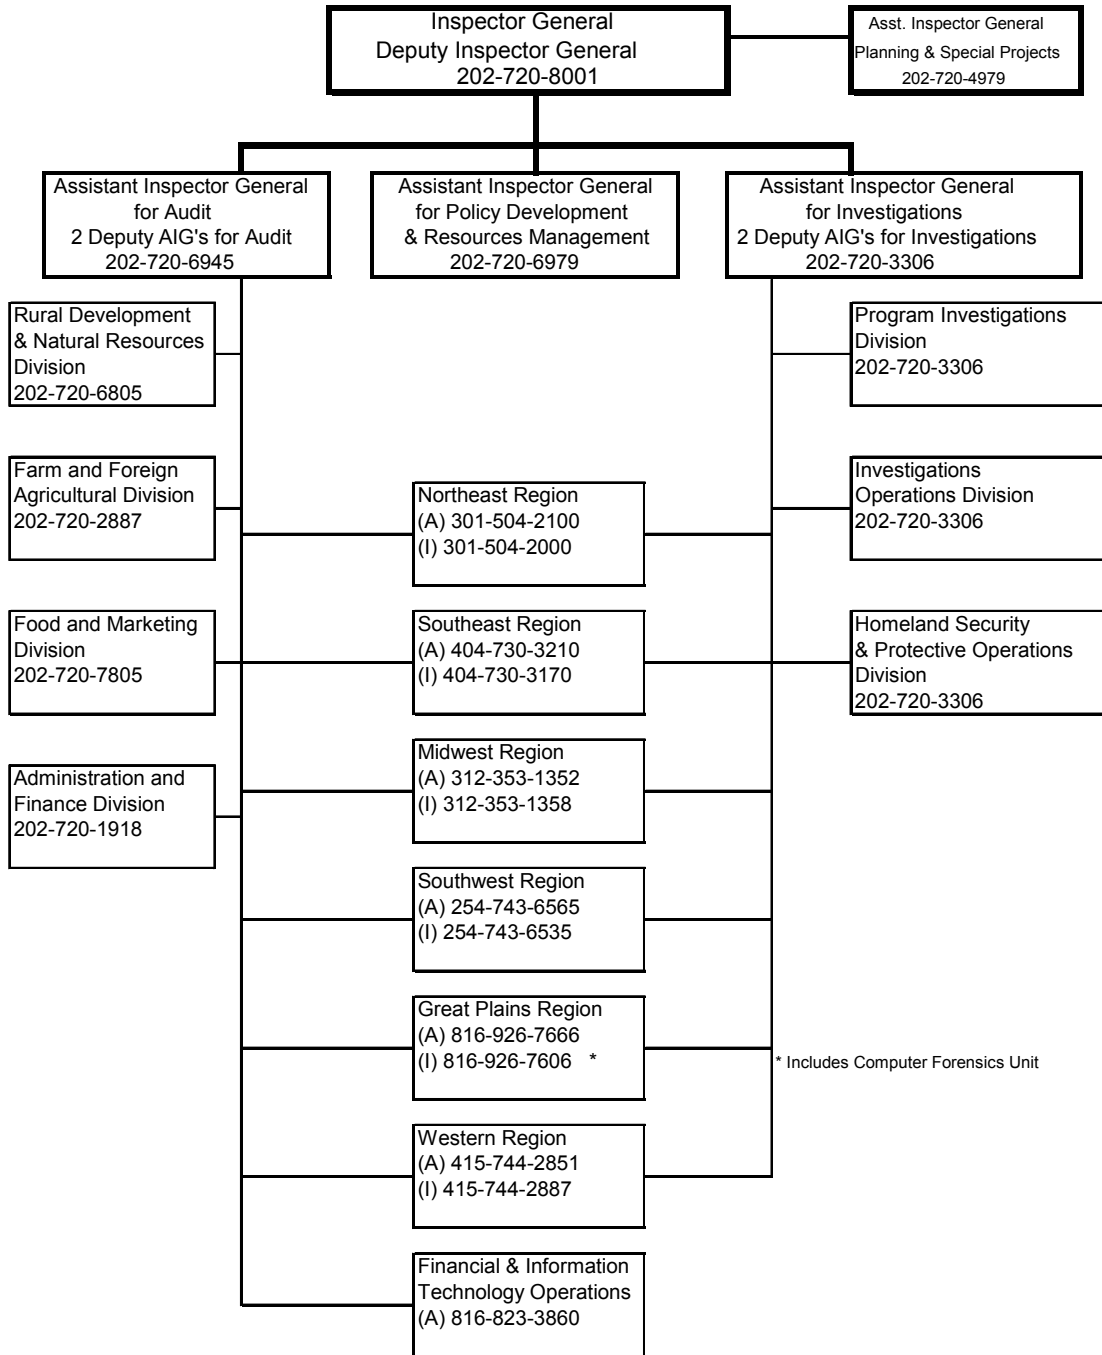 Inspector General
Deputy Inspector General
202-720-8001
Asst. Inspector General
Planning & Special Projects
202-720-4979
Assistant Inspector General
for Audit
2 Deputy AIG's for Audit
202-720-6945
Assistant Inspector General
for Policy Development
& Resources Management
202-720-6979
Assistant Inspector General
for Investigations
2 Deputy AIG's for Investigations
202-720-3306
Rural Development
& Natural Resources
Division
202-720-6805
Farm and Foreign
Agricultural Division
202-720-2887
Food and Marketing
Division
202-720-7805
Administration and
Finance Division
202-720-1918
Northeast Region
(A) 301-504-2100
(I) 301-504-2000
Southeast Region
(A) 404-730-3210
(I) 404-730-3170
Midwest Region
(A) 312-353-1352
(I) 312-353-1358
Southwest Region
(A) 254-743-6565
(I) 254-743-6535
Great Plains Region
(A) 816-926-7666
(I) 816-926-7606 *
Western Region
(A) 415-744-2851
(I) 415-744-2887
Financial & Information
Technology Operations
(A) 816-823-3860
Program Investigations
Division
202-720-3306
Investigations
Operations Division
202-720-3306
Homeland Security
& Protective Operations
Division
202-720-3306
* Includes Computer Forensics Unit